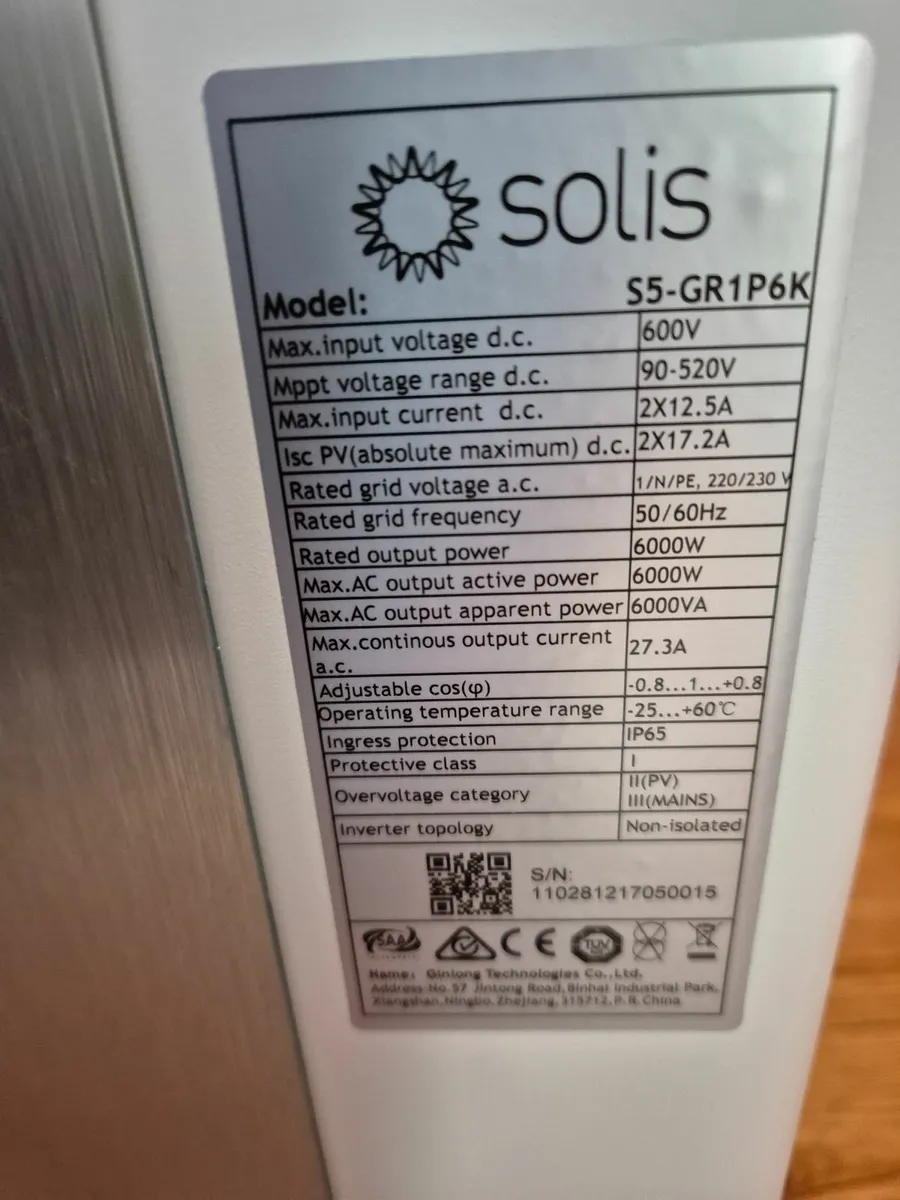 solis
Model: S5-GR1P6K
Max.input voltage d.c. 600V
Mppt voltage range d.c. 90-520V
Max.input current d.c. 2X12.5A
Isc PV(absolute maximum) d.c. 2X17.2A
Rated grid voltage a.c. 1/N/PE, 220/230 V
Rated grid frequency 50/60Hz
Rated output power 6000W
Max.AC output active power 6000W
Max.AC output apparent power 6000VA
Max.continous output current
a.c. 27.3A
Adjustable cos(φ) -0.8...1...+0.8
Operating temperature range -25...+60℃
Ingress protection IP65
Protective class I
Overvoltage category II(PV)
III(MAINS)
Inverter topology Non-isolated
S/N:
110281217050015
SAA CE TUV
Name: Ginlong Technologies Co.,Ltd.
Address:No.57 Jintong Road,Binhai Industrial Park,
Xiangshan,Ningbo,Zhejiang,315712,P.R.China